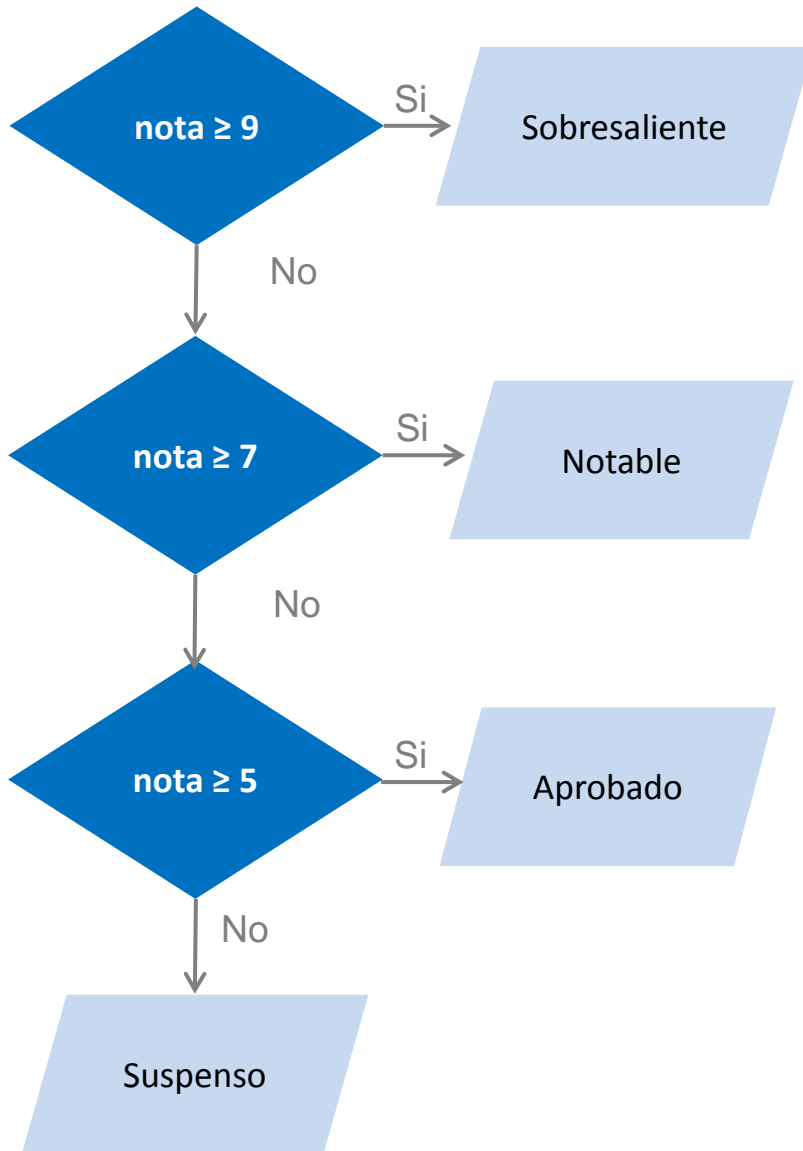 nota ≥ 9
Si
Sobresaliente
No
nota ≥ 7
Si
Notable
No
nota ≥ 5
Si
Aprobado
No
Suspenso